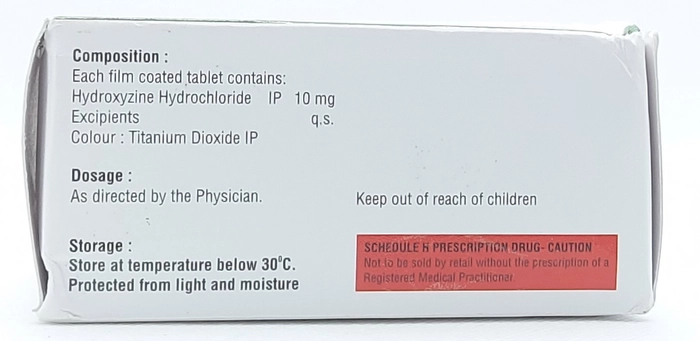 Composition :
Each film coated tablet contains:
Hydroxyzine Hydrochloride IP 10 mg
Excipients q.s.
Colour : Titanium Dioxide IP
Dosage :
As directed by the Physician.
Keep out of reach of children
Storage :
Store at temperature below 30°C.
Protected from light and moisture
SCHEDULE H PRESCRIPTION DRUG- CAUTION
Not to be sold by retail without the prescription of a
Registered Medical Practitioner.